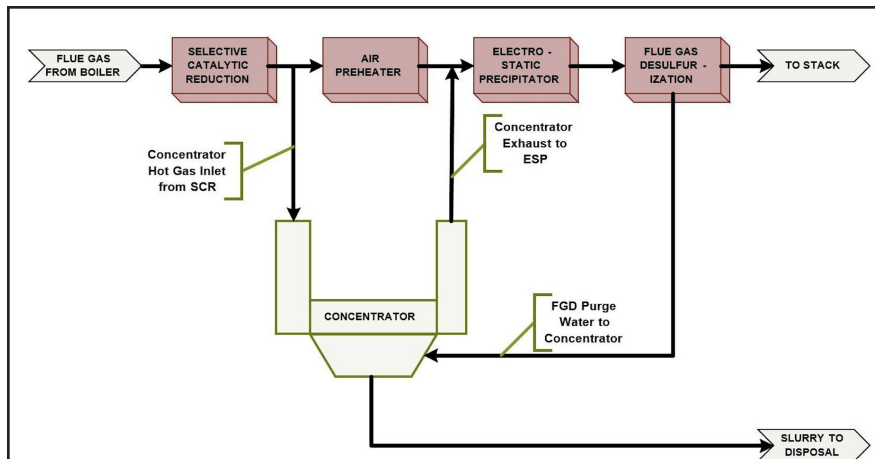 FLUE GAS
FROM BOILER
SELECTIVE
CATALYTIC
REDUCTION
AIR
PREHEATER
ELECTRO -
STATIC
PRECIPITATOR
FLUE GAS
DESULFUR -
IZATION
TO STACK
Concentrator
Hot Gas Inlet
from SCR
Concentrator
Exhaust to
ESP
CONCENTRATOR
FGD Purge
Water to
Concentrator
SLURRY TO
DISPOSAL